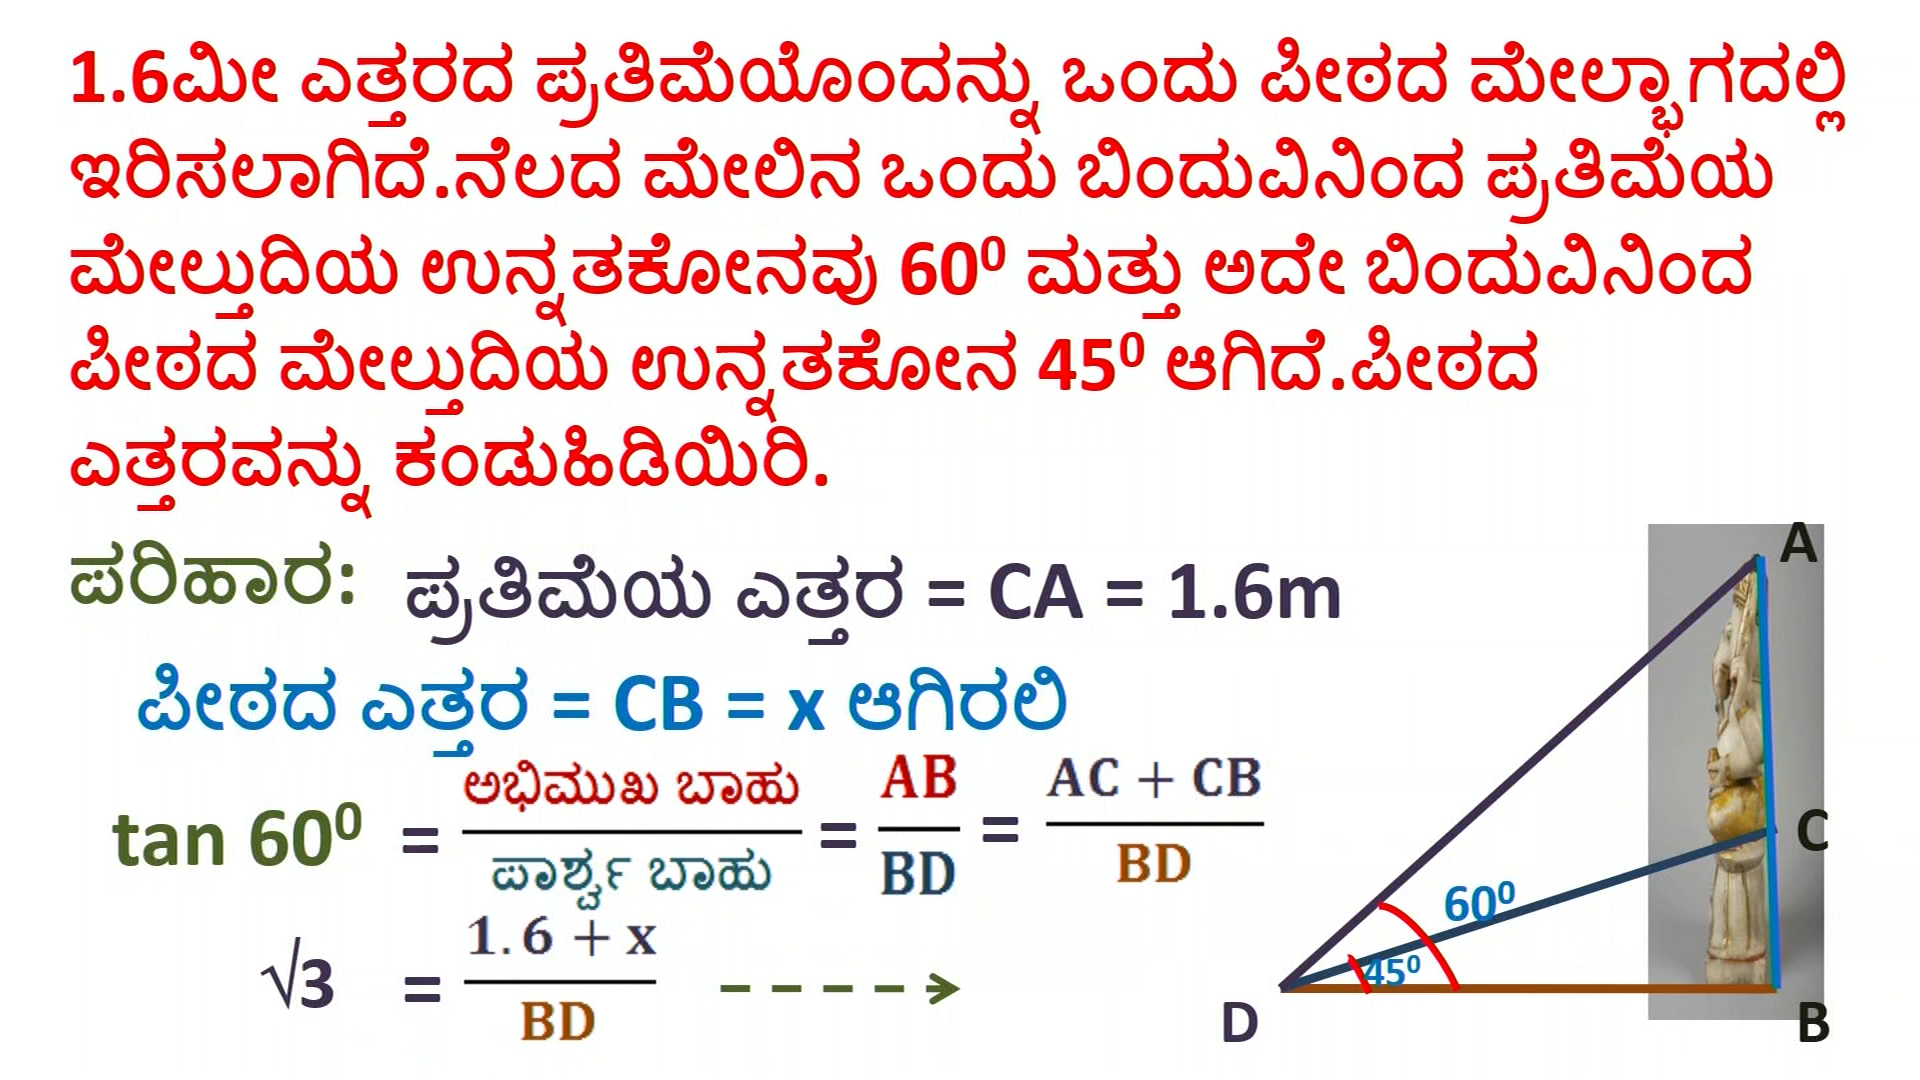 1.6ಮೀ ಎತ್ತರದ ಪ್ರತಿಮೆಯೊಂದನ್ನು ಒಂದು ಪೀಠದ ಮೇಲ್ಭಾಗದಲ್ಲಿ
ಇರಿಸಲಾಗಿದೆ.ನೆಲದ ಮೇಲಿನ ಒಂದು ಬಿಂದುವಿನಿಂದ ಪ್ರತಿಮೆಯ
ಮೇಲ್ತುದಿಯ ಉನ್ನತಕೋನವು 60⁰ ಮತ್ತು ಅದೇ ಬಿಂದುವಿನಿಂದ
ಪೀಠದ ಮೇಲ್ತುದಿಯ ಉನ್ನತಕೋನ 45⁰ ಆಗಿದೆ.ಪೀಠದ
ಎತ್ತರವನ್ನು ಕಂಡುಹಿಡಿಯಿರಿ.
ಪರಿಹಾರ: ಪ್ರತಿಮೆಯ ಎತ್ತರ = CA = 1.6m
ಪೀಠದ ಎತ್ತರ = CB = x ಆಗಿರಲಿ
tan 60⁰ = ಅಭಿಮುಖ ಬಾಹು / ಪಾರ್ಶ್ವ ಬಾಹು = AB / BD = AC + CB / BD
√3 = 1.6 + x / BD
A
C
60⁰
45⁰
D
B